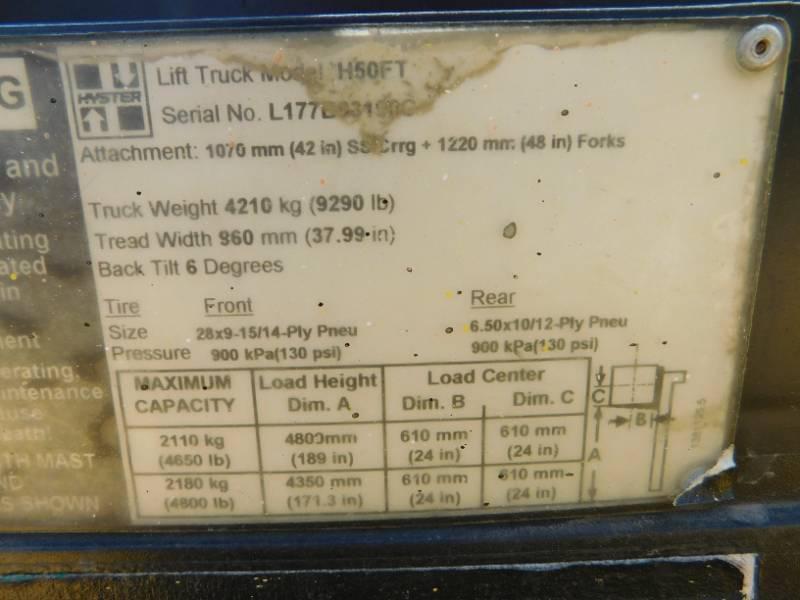 G
and
y
ting
ated
in
ment
erating,
intenance
use
eath!
TH MAST
ND
S SHOWN
HYSTER
Lift Truck Model H50FT
Serial No.
Attachment: 1070 mm (42 in) SS Crrg + 1220 mm (48 in) Forks
Truck Weight 4210 kg (9290 lb)
Tread Width 960 mm (37.99 in)
Back Tilt 6 Degrees
Tire Front Rear
Size 28x9-15/14-Ply Pneu 6.50x10/12-Ply Pneu
Pressure 900 kPa(130 psi) 900 kPa(130 psi)
MAXIMUM Load Height Load Center
CAPACITY Dim. A Dim. B Dim. C
2110 kg 4800mm 610 mm 610 mm
(4650 lb) (189 in) (24 in) (24 in)
2180 kg 4350 mm 610 mm 610 mm
(4800 lb) (171.3 in) (24 in) (24 in)
C
B
A